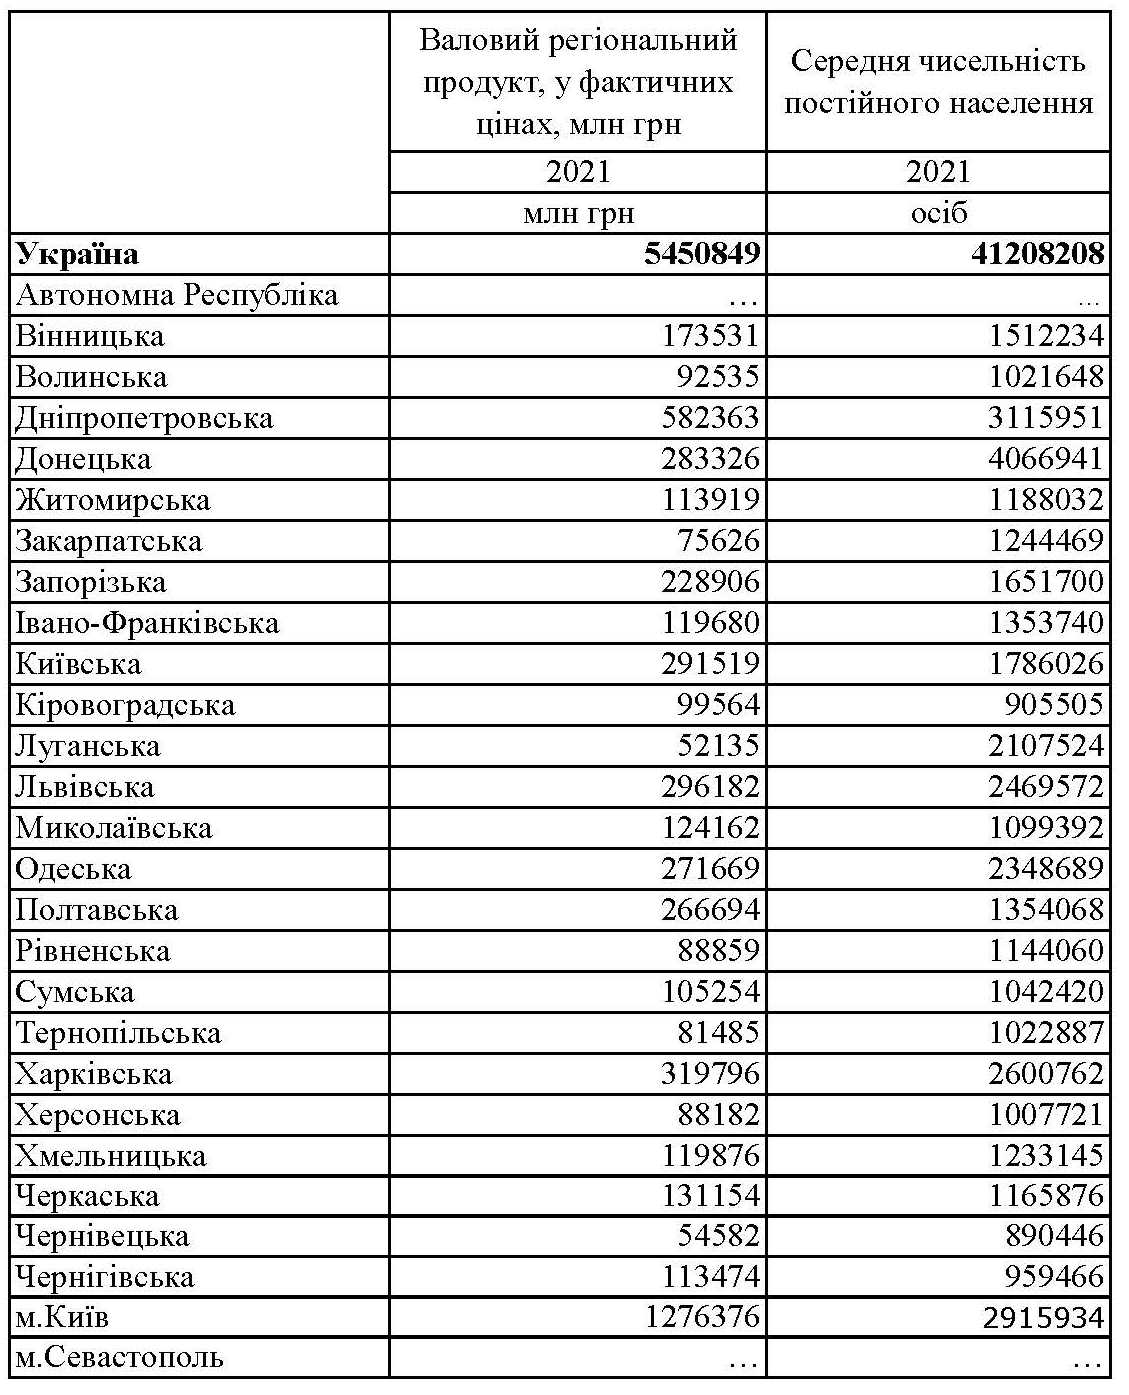 Валовий регіональний
продукт, у фактичних
цінах, млн грн
Середня чисельність
постійного населення
2021 2021
млн грн осіб
Україна 5450849 41208208
Автономна Республіка … …
Вінницька 173531 1512234
Волинська 92535 1021648
Дніпропетровська 582363 3115951
Донецька 283326 4066941
Житомирська 113919 1188032
Закарпатська 75626 1244469
Запорізька 228906 1651700
Івано-Франківська 119680 1353740
Київська 291519 1786026
Кіровоградська 99564 905505
Луганська 52135 2107524
Львівська 296182 2469572
Миколаївська 124162 1099392
Одеська 271669 2348689
Полтавська 266694 1354068
Рівненська 88859 1144060
Сумська 105254 1042420
Тернопільська 81485 1022887
Харківська 319796 2600762
Херсонська 88182 1007721
Хмельницька 119876 1233145
Черкаська 131154 1165876
Чернівецька 54582 890446
Чернігівська 113474 959466
м.Київ 1276376 2915934
м.Севастополь … …